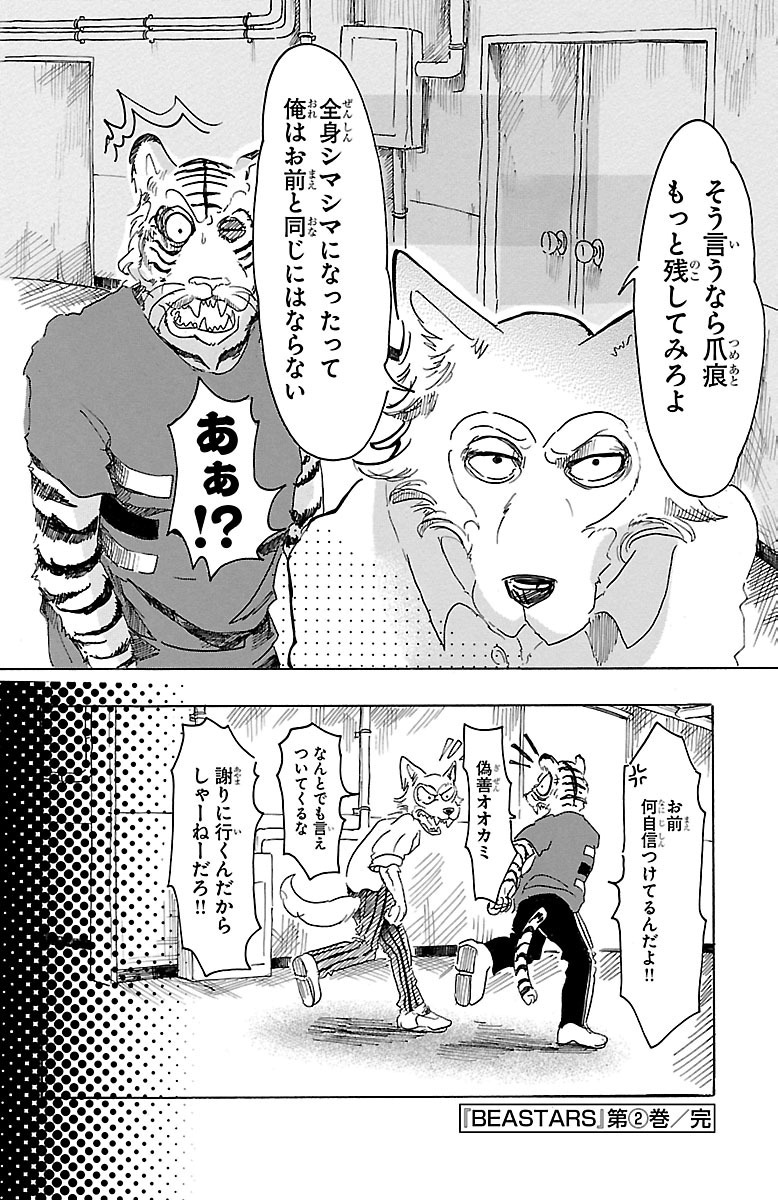 そう言うなら爪痕
もっと残してみろよ
全身シマシマになったって
俺はお前と同じにはならない
あぁ!?
お前
何自信つけてるんだよ!!
偽善オオカミ
なんとでも言え
ついてくるな
謝りに行くんだから
しゃーねーだろ!!
『BEASTARS』第②巻/完